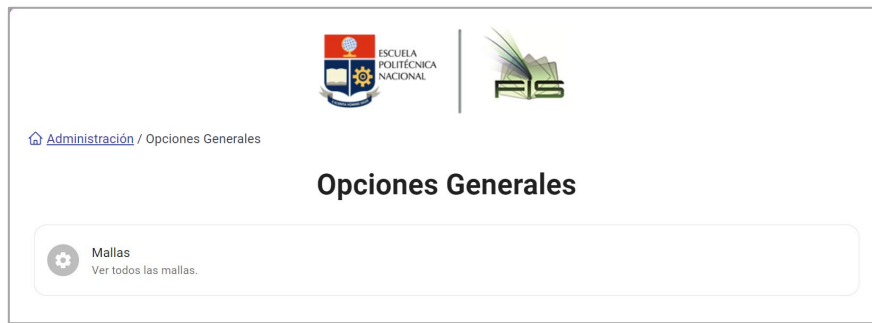 ESCUELA
POLITÉCNICA
NACIONAL
FIS
Administración / Opciones Generales
Opciones Generales
Mallas
Ver todos las mallas.